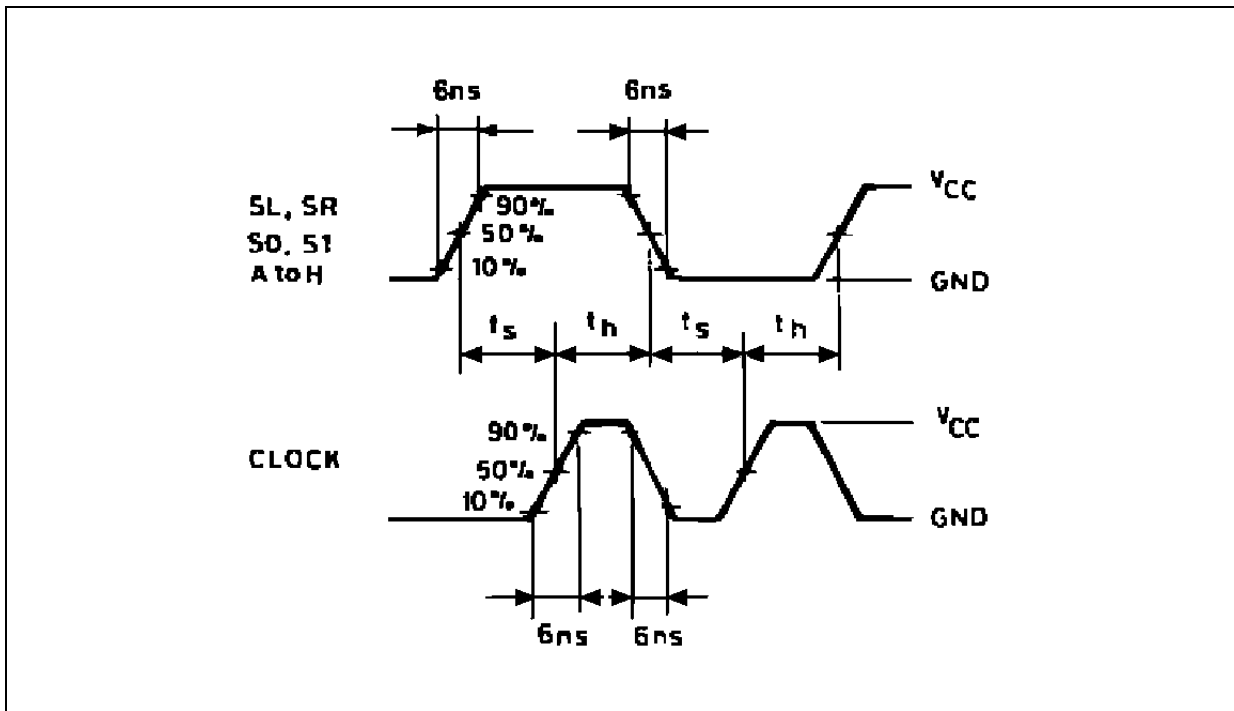 6ns 6ns
VCC
SL, SR
90%
S0, S1
50%
A to H
10%
GND
ts th ts th
VCC
90%
CLOCK
50%
10%
GND
6ns 6ns